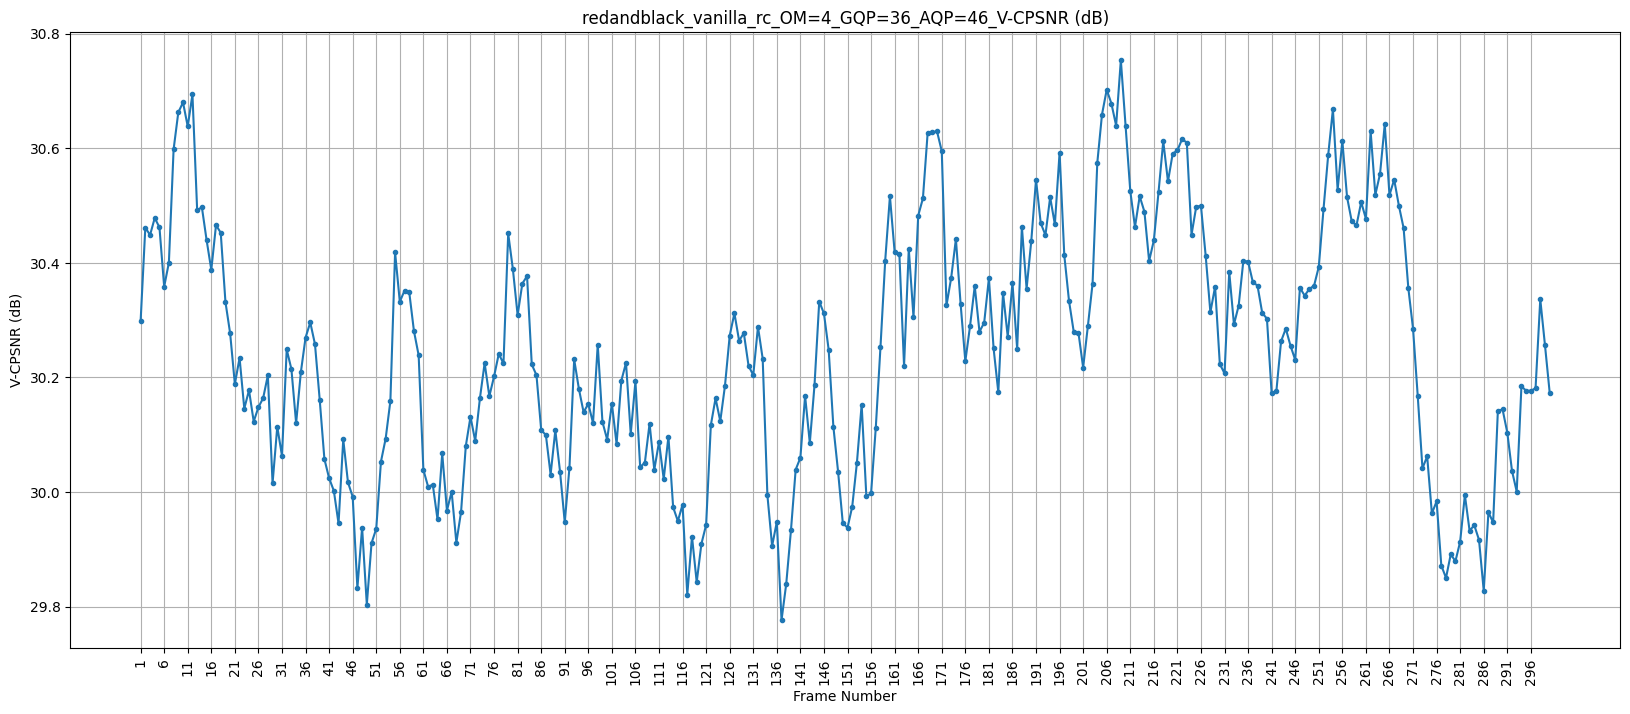 redandblack_vanilla_rc_OM=4_GQP=36_AQP=46_V-CPSNR (dB)
30.8
30.6
30.4
30.2
30.0
29.8
V-CPSNR (dB)
1 6 11 16 21 26 31 36 41 46 51 56 61 66 71 76 81 86 91 96 101 106 111 116 121 126 131 136 141 146 151 156 161 166 171 176 181 186 191 196 201 206 211 216 221 226 231 236 241 246 251 256 261 266 271 276 281 286 291 296
Frame Number